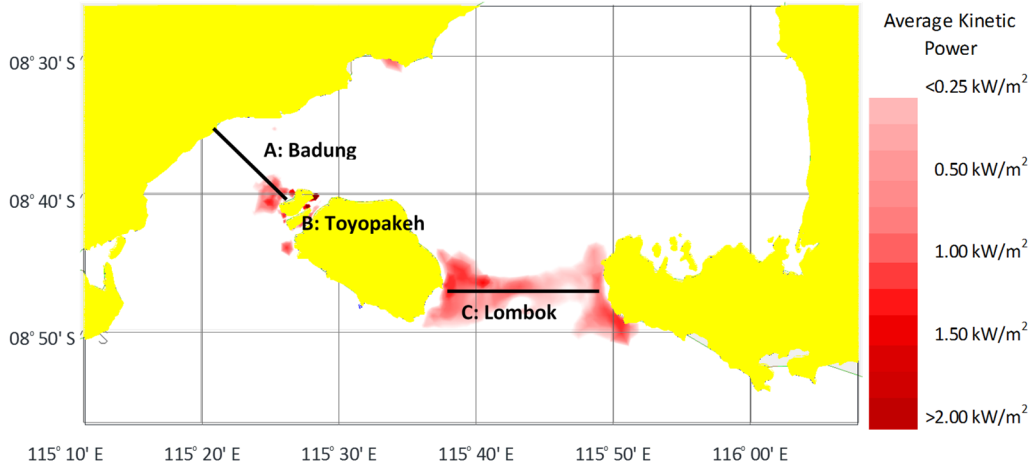 Average Kinetic
Power
08° 30' S
<0.25 kW/m²
A: Badung
0.50 kW/m²
08° 40' S
B: Toyopakeh
1.00 kW/m²
C: Lombok
08° 50' S
1.50 kW/m²
>2.00 kW/m²
115° 10' E
115° 20' E
115° 30' E
115° 40' E
115° 50' E
116° 00' E